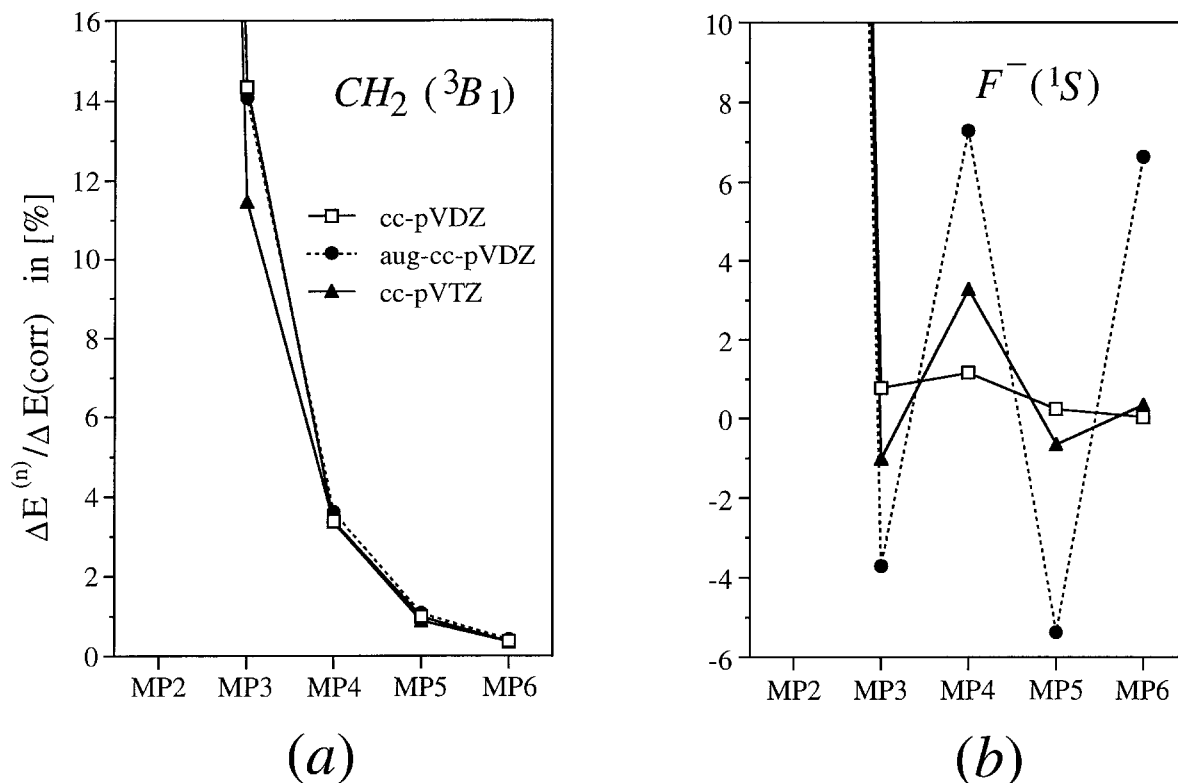 16
14
12
10
8
6
4
2
0
ΔE(n)/ΔE(corr) in [%]
CH2 (3B1)
cc-pVDZ
aug-cc-pVDZ
cc-pVTZ
MP2 MP3 MP4 MP5 MP6
(a)
10
8
6
4
2
0
-2
-4
-6
F−(1S)
MP2 MP3 MP4 MP5 MP6
(b)